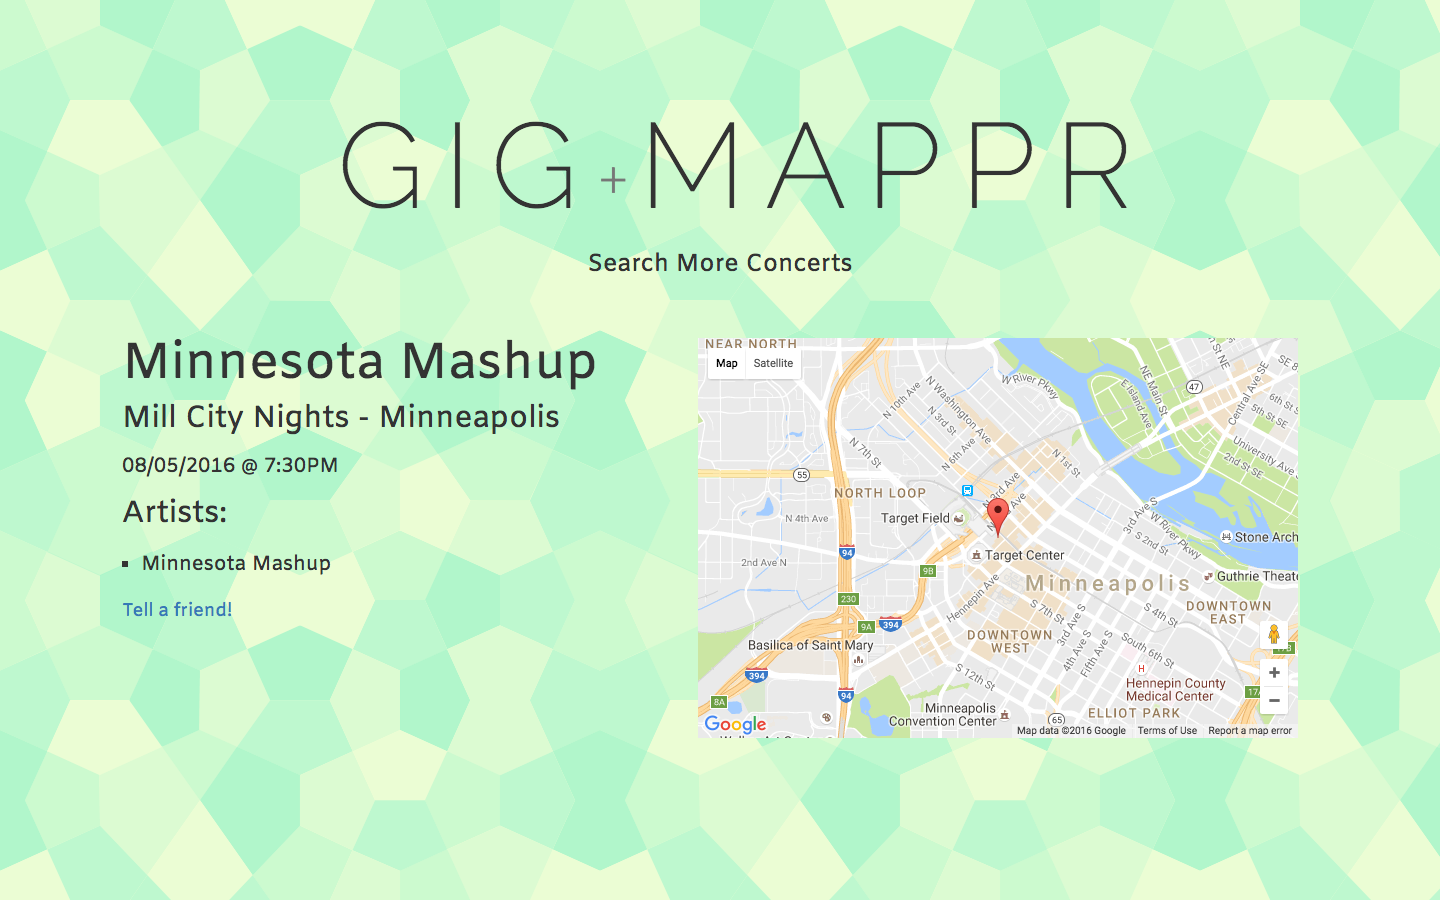 GIG + MAPPR
Search More Concerts
Minnesota Mashup
Mill City Nights - Minneapolis
08/05/2016 @ 7:30PM
Artists:
Minnesota Mashup
Tell a friend!
NEAR NORTH
Map
Satellite
W River Pkwy
NE Main St
E Island Ave
47
Central Ave SE
SE 8
6th St S
5th St SE
University Ave
2nd St SE
N 10th Ave
N Washington Ave
N 3rd St
N 6th Ave
N 7th St
N 1st St
55
NORTH LOOP
N 3rd Ave
N 4th Ave
Target Field
Target Center
3rd Ave S
W River Pkwy
S 2nd St
Stone Arch
94
2nd Ave N
9B
Minneapolis
Guthrie Theate
Hennepin Ave
230
9A
394
S 7th St
3rd Ave S
S 4th St
DOWNTOWN
EAST
DOWNTOWN
WEST
4th Ave S
Fifth Ave S
South 6th St
Basilica of Saint Mary
394
S 12th St
H
Hennepin County
Medical Center
94
8A
Minneapolis
Convention Center
65
ELLIOT PARK
17A
Google
Map data ©2016 Google
Terms of Use
Report a map error